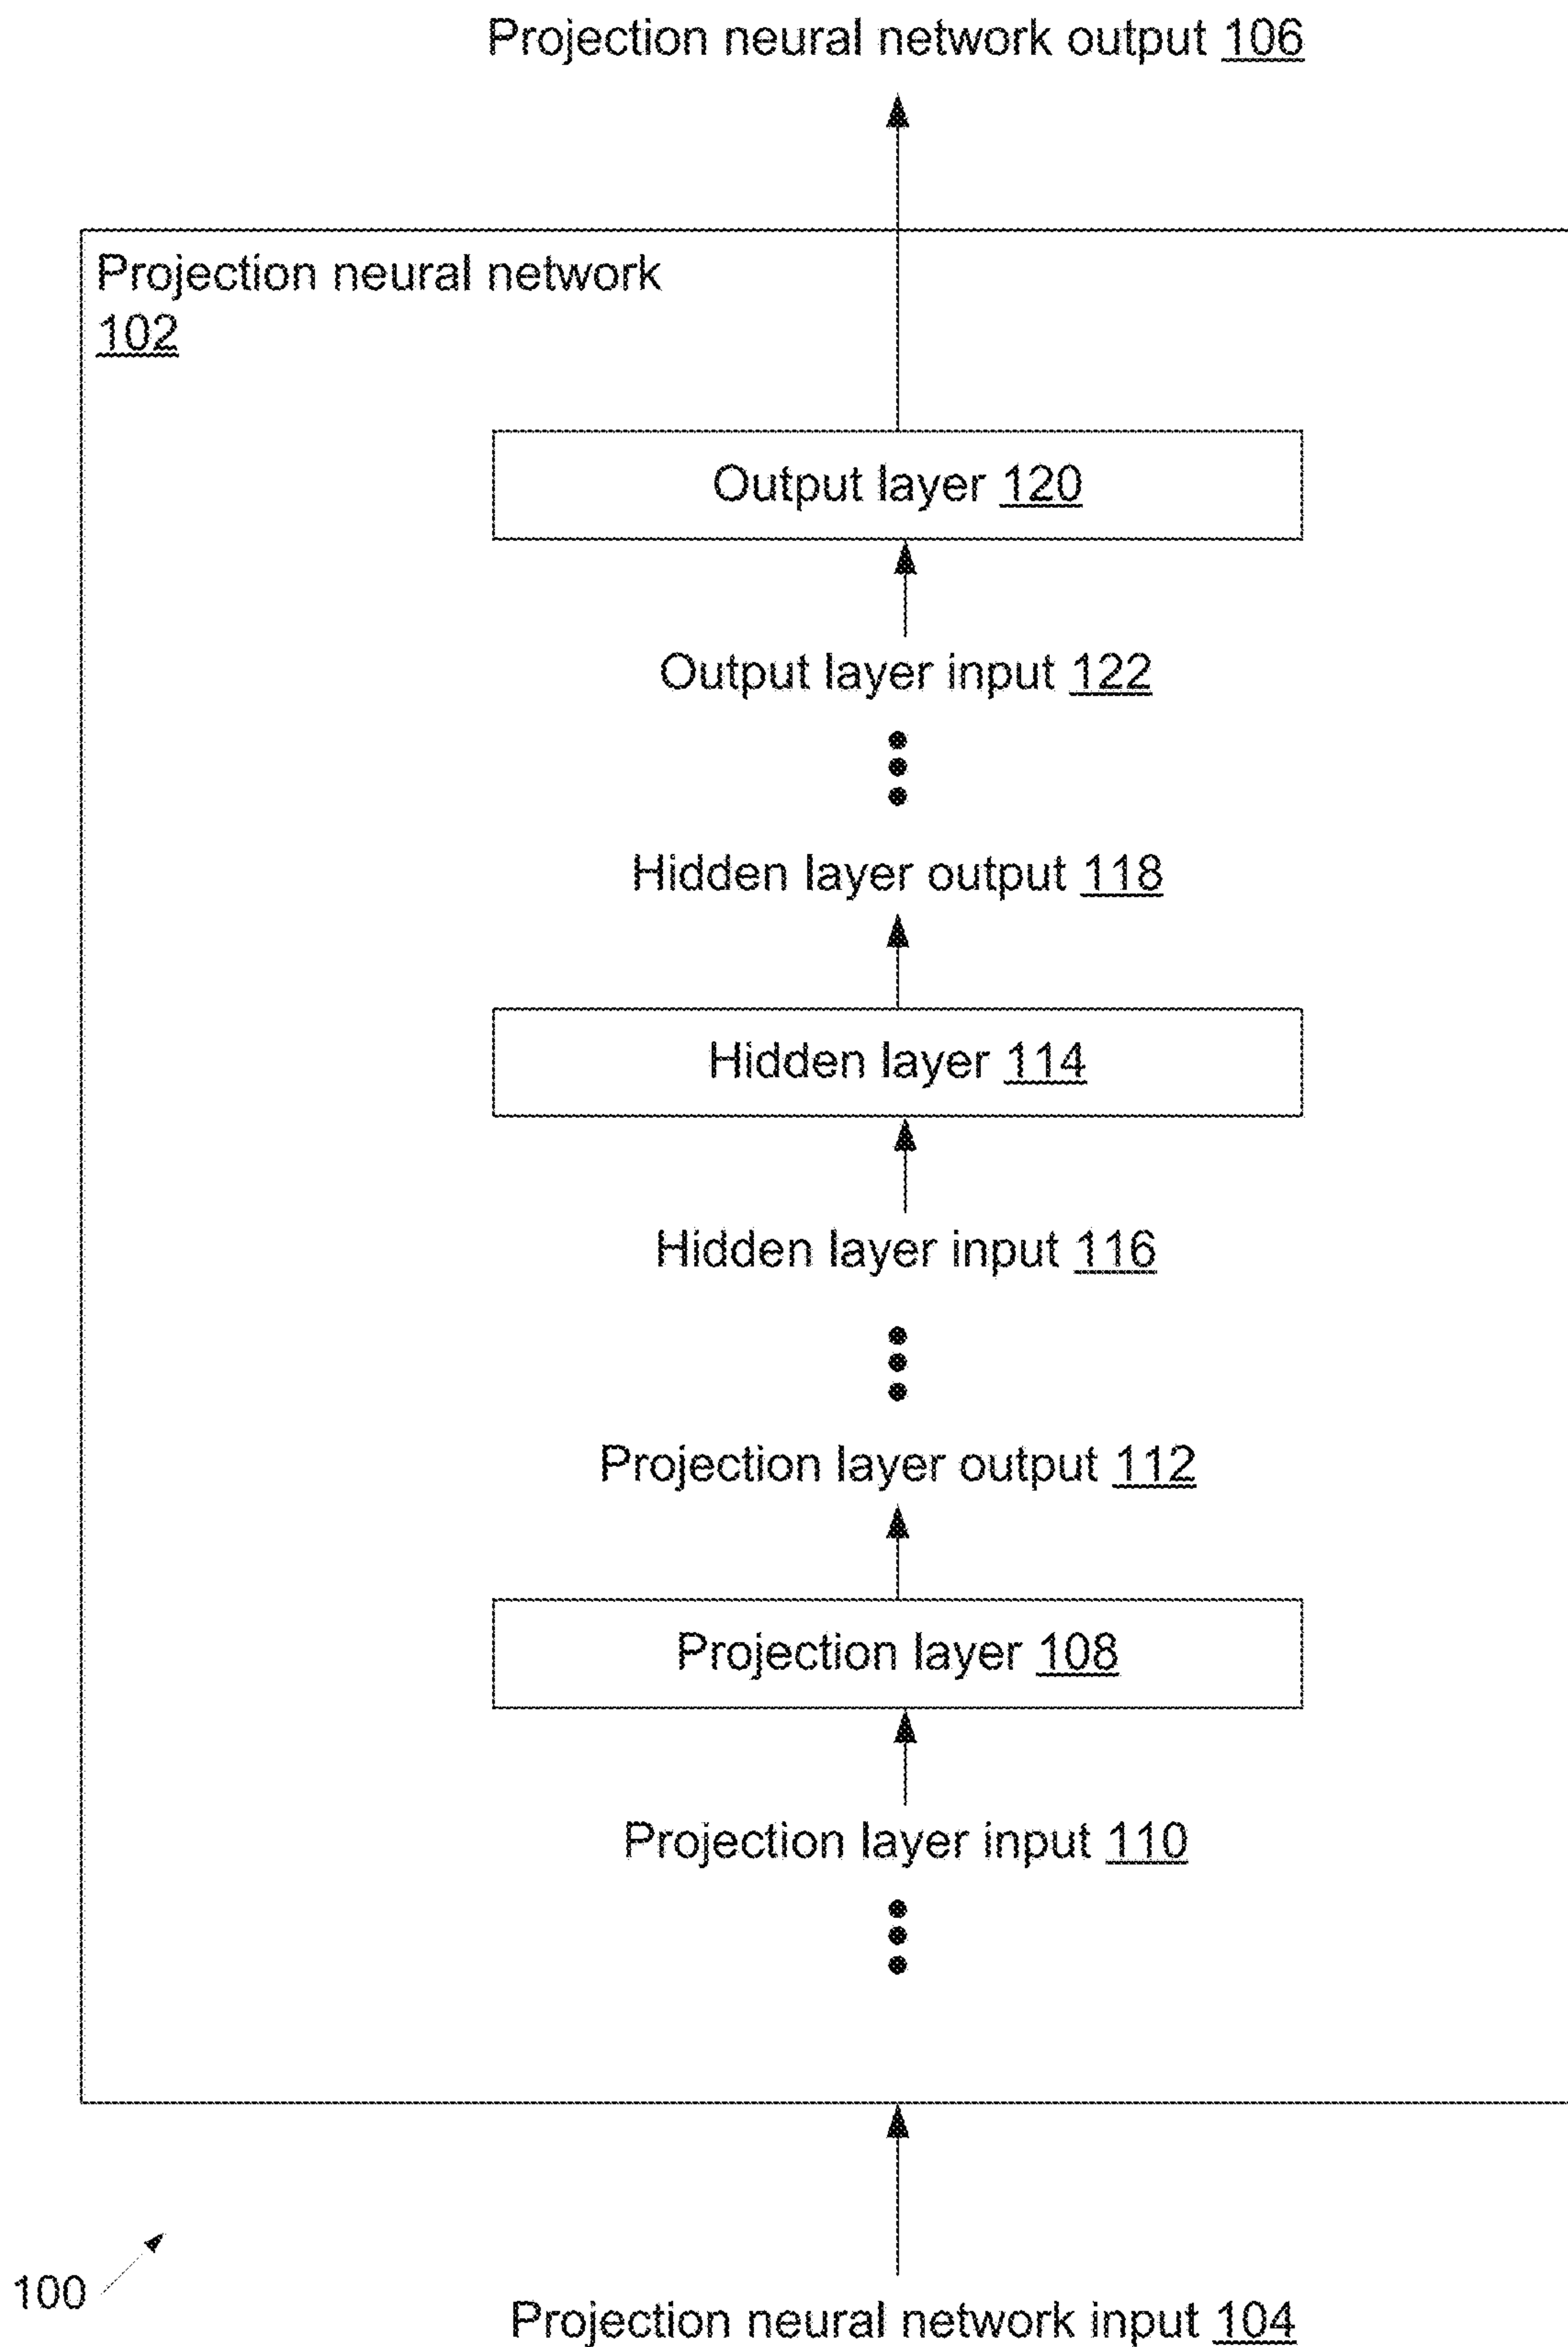 Projection neural network output 106
Projection neural network
102
Output layer 120
Output layer input 122
Hidden layer output 118
Hidden layer 114
Hidden layer input 116
Projection layer output 112
Projection layer 108
Projection layer input 110
100
Projection neural network input 104